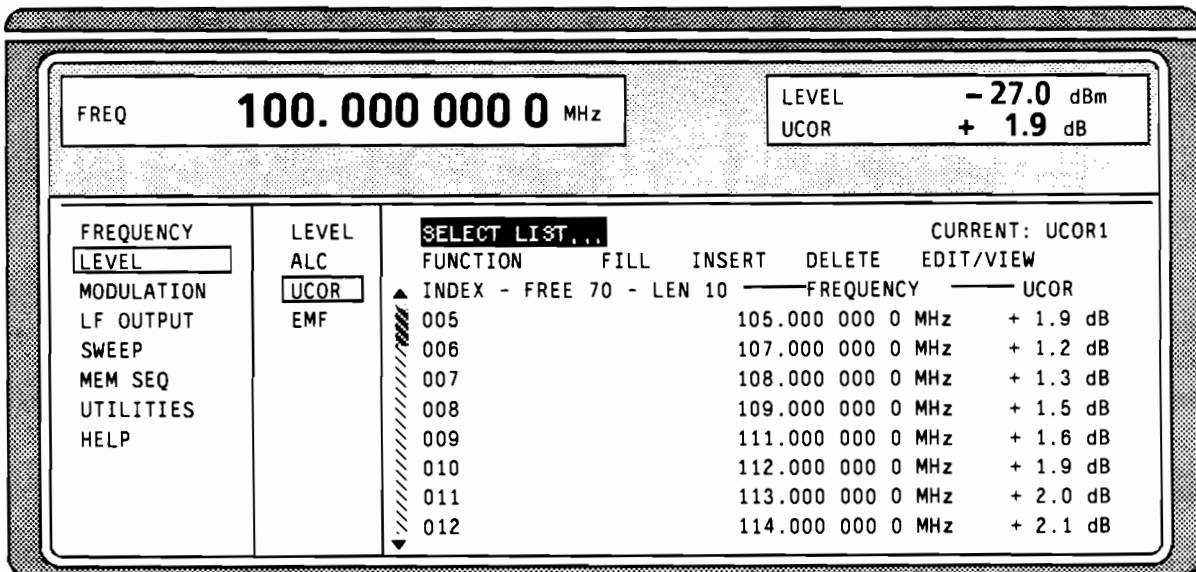 FREQ 100. 000 000 0 MHz
LEVEL - 27.0 dBm
UCOR + 1.9 dB
FREQUENCY
LEVEL
MODULATION
LF OUTPUT
SWEEP
MEM SEQ
UTILITIES
HELP
LEVEL
ALC
UCOR
EMF
SELECT LIST... CURRENT: UCOR1
FUNCTION FILL INSERT DELETE EDIT/VIEW
INDEX - FREE 70 - LEN 10 FREQUENCY UCOR
005 105.000 000 0 MHz + 1.9 dB
006 107.000 000 0 MHz + 1.2 dB
007 108.000 000 0 MHz + 1.3 dB
008 109.000 000 0 MHz + 1.5 dB
009 111.000 000 0 MHz + 1.6 dB
010 112.000 000 0 MHz + 1.9 dB
011 113.000 000 0 MHz + 2.0 dB
012 114.000 000 0 MHz + 2.1 dB